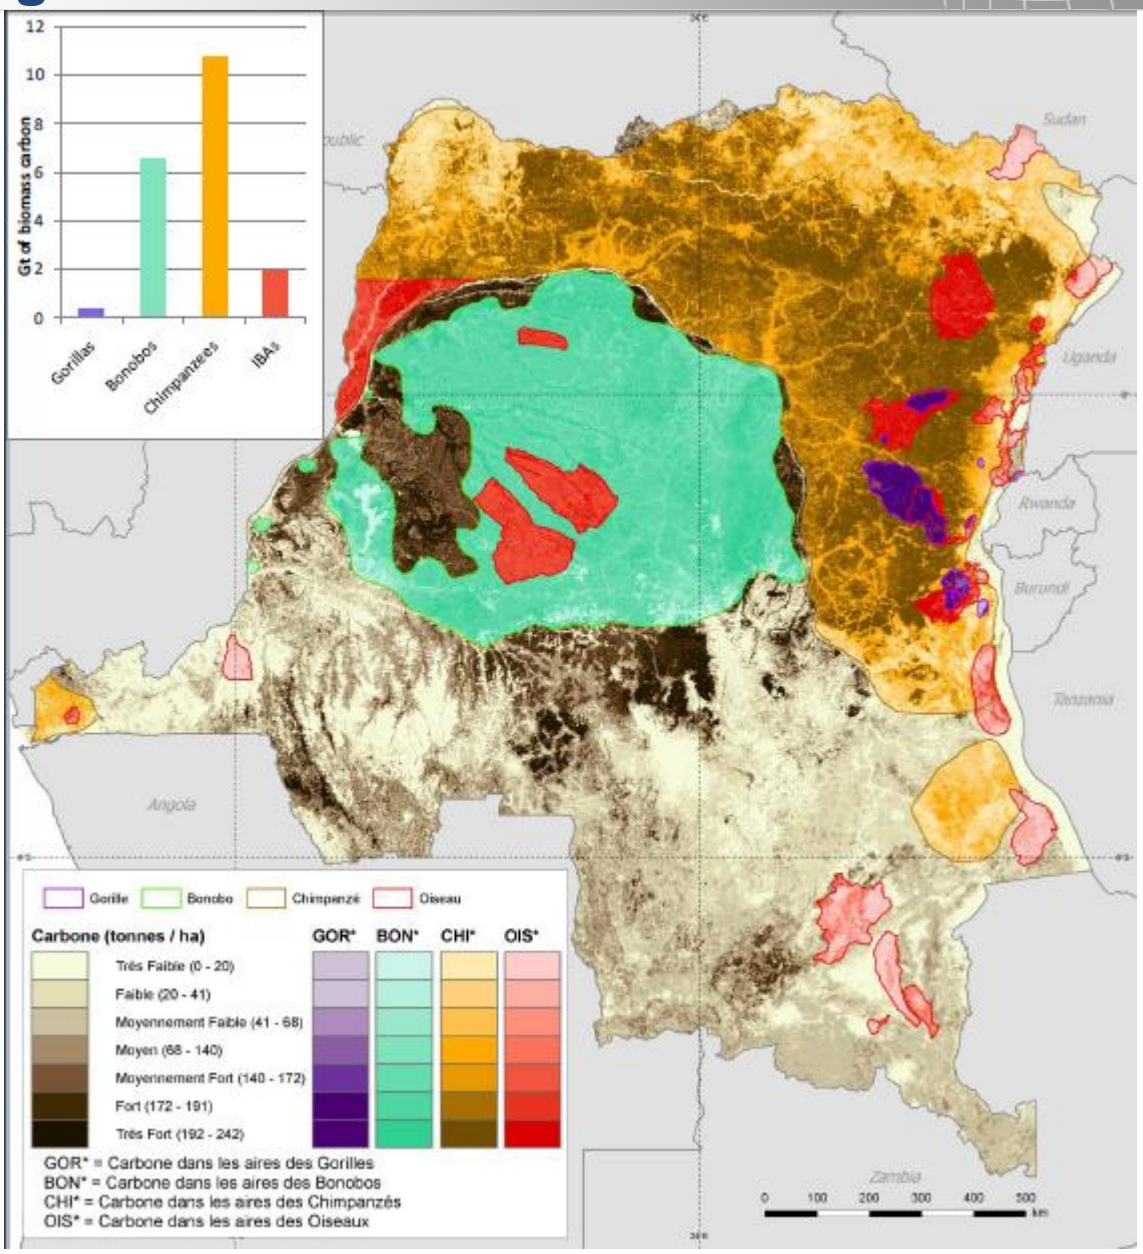 12
10
8
6
4
2
0
Gt of biomass carbon
Gorillas
Bonobos
Chimpanzees
IBAs
public
Sudan
Uganda
Rwanda
Burundi
Tanzania
Angola
Zambia
Gorille
Bonobo
Chimpanzé
Oiseau
Carbone (tonnes / ha) GOR* BON* CHI* OIS*
Trés Faible (0 - 20)
Faible (20 - 41)
Moyennement Faible (41 - 68)
Moyen (68 - 140)
Moyennement Fort (140 - 172)
Fort (172 - 191)
Trés Fort (192 - 242)
GOR* = Carbone dans les aires des Gorilles
BON* = Carbone dans les aires des Bonobos
CHI* = Carbone dans les aires des Chimpanzés
OIS* = Carbone dans les aires des Oiseaux
0 100 200 300 400 500
km